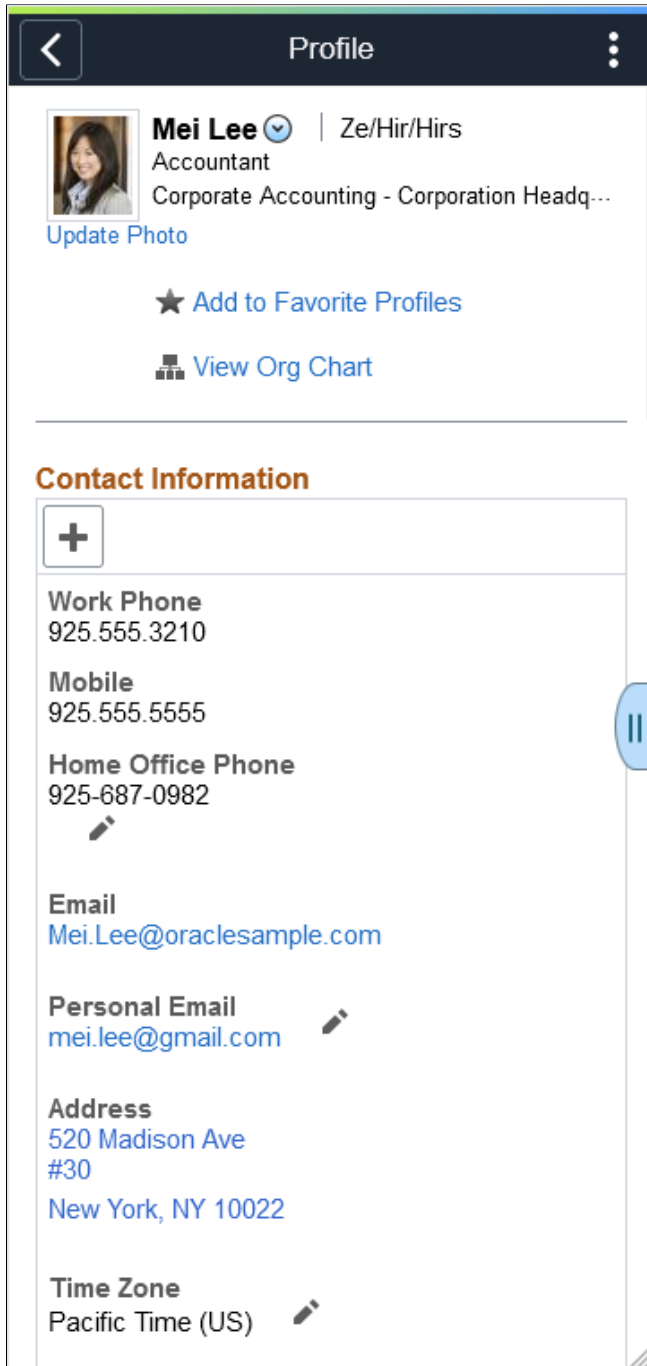 Profile
Mei Lee | Ze/Hir/Hirs
Accountant
Corporate Accounting - Corporation Headq...
Update Photo
Add to Favorite Profiles
View Org Chart
Contact Information
Work Phone
925.555.3210
Mobile
925.555.5555
Home Office Phone
925-687-0982
Email
Mei.Lee@oraclesample.com
Personal Email
mei.lee@gmail.com
Address
520 Madison Ave
#30
New York, NY 10022
Time Zone
Pacific Time (US)